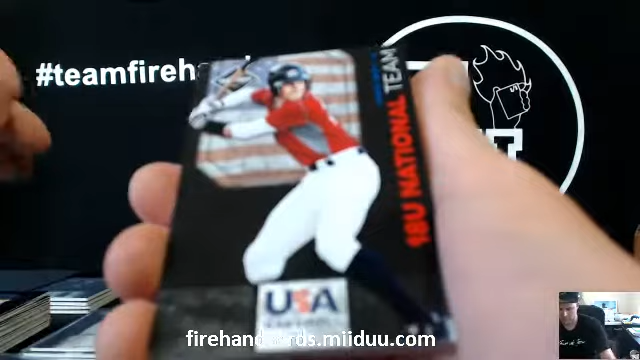 #teamfireh
18U NATIONAL TEAM
USA
BASEBALL
firehandcards.miiduu.com